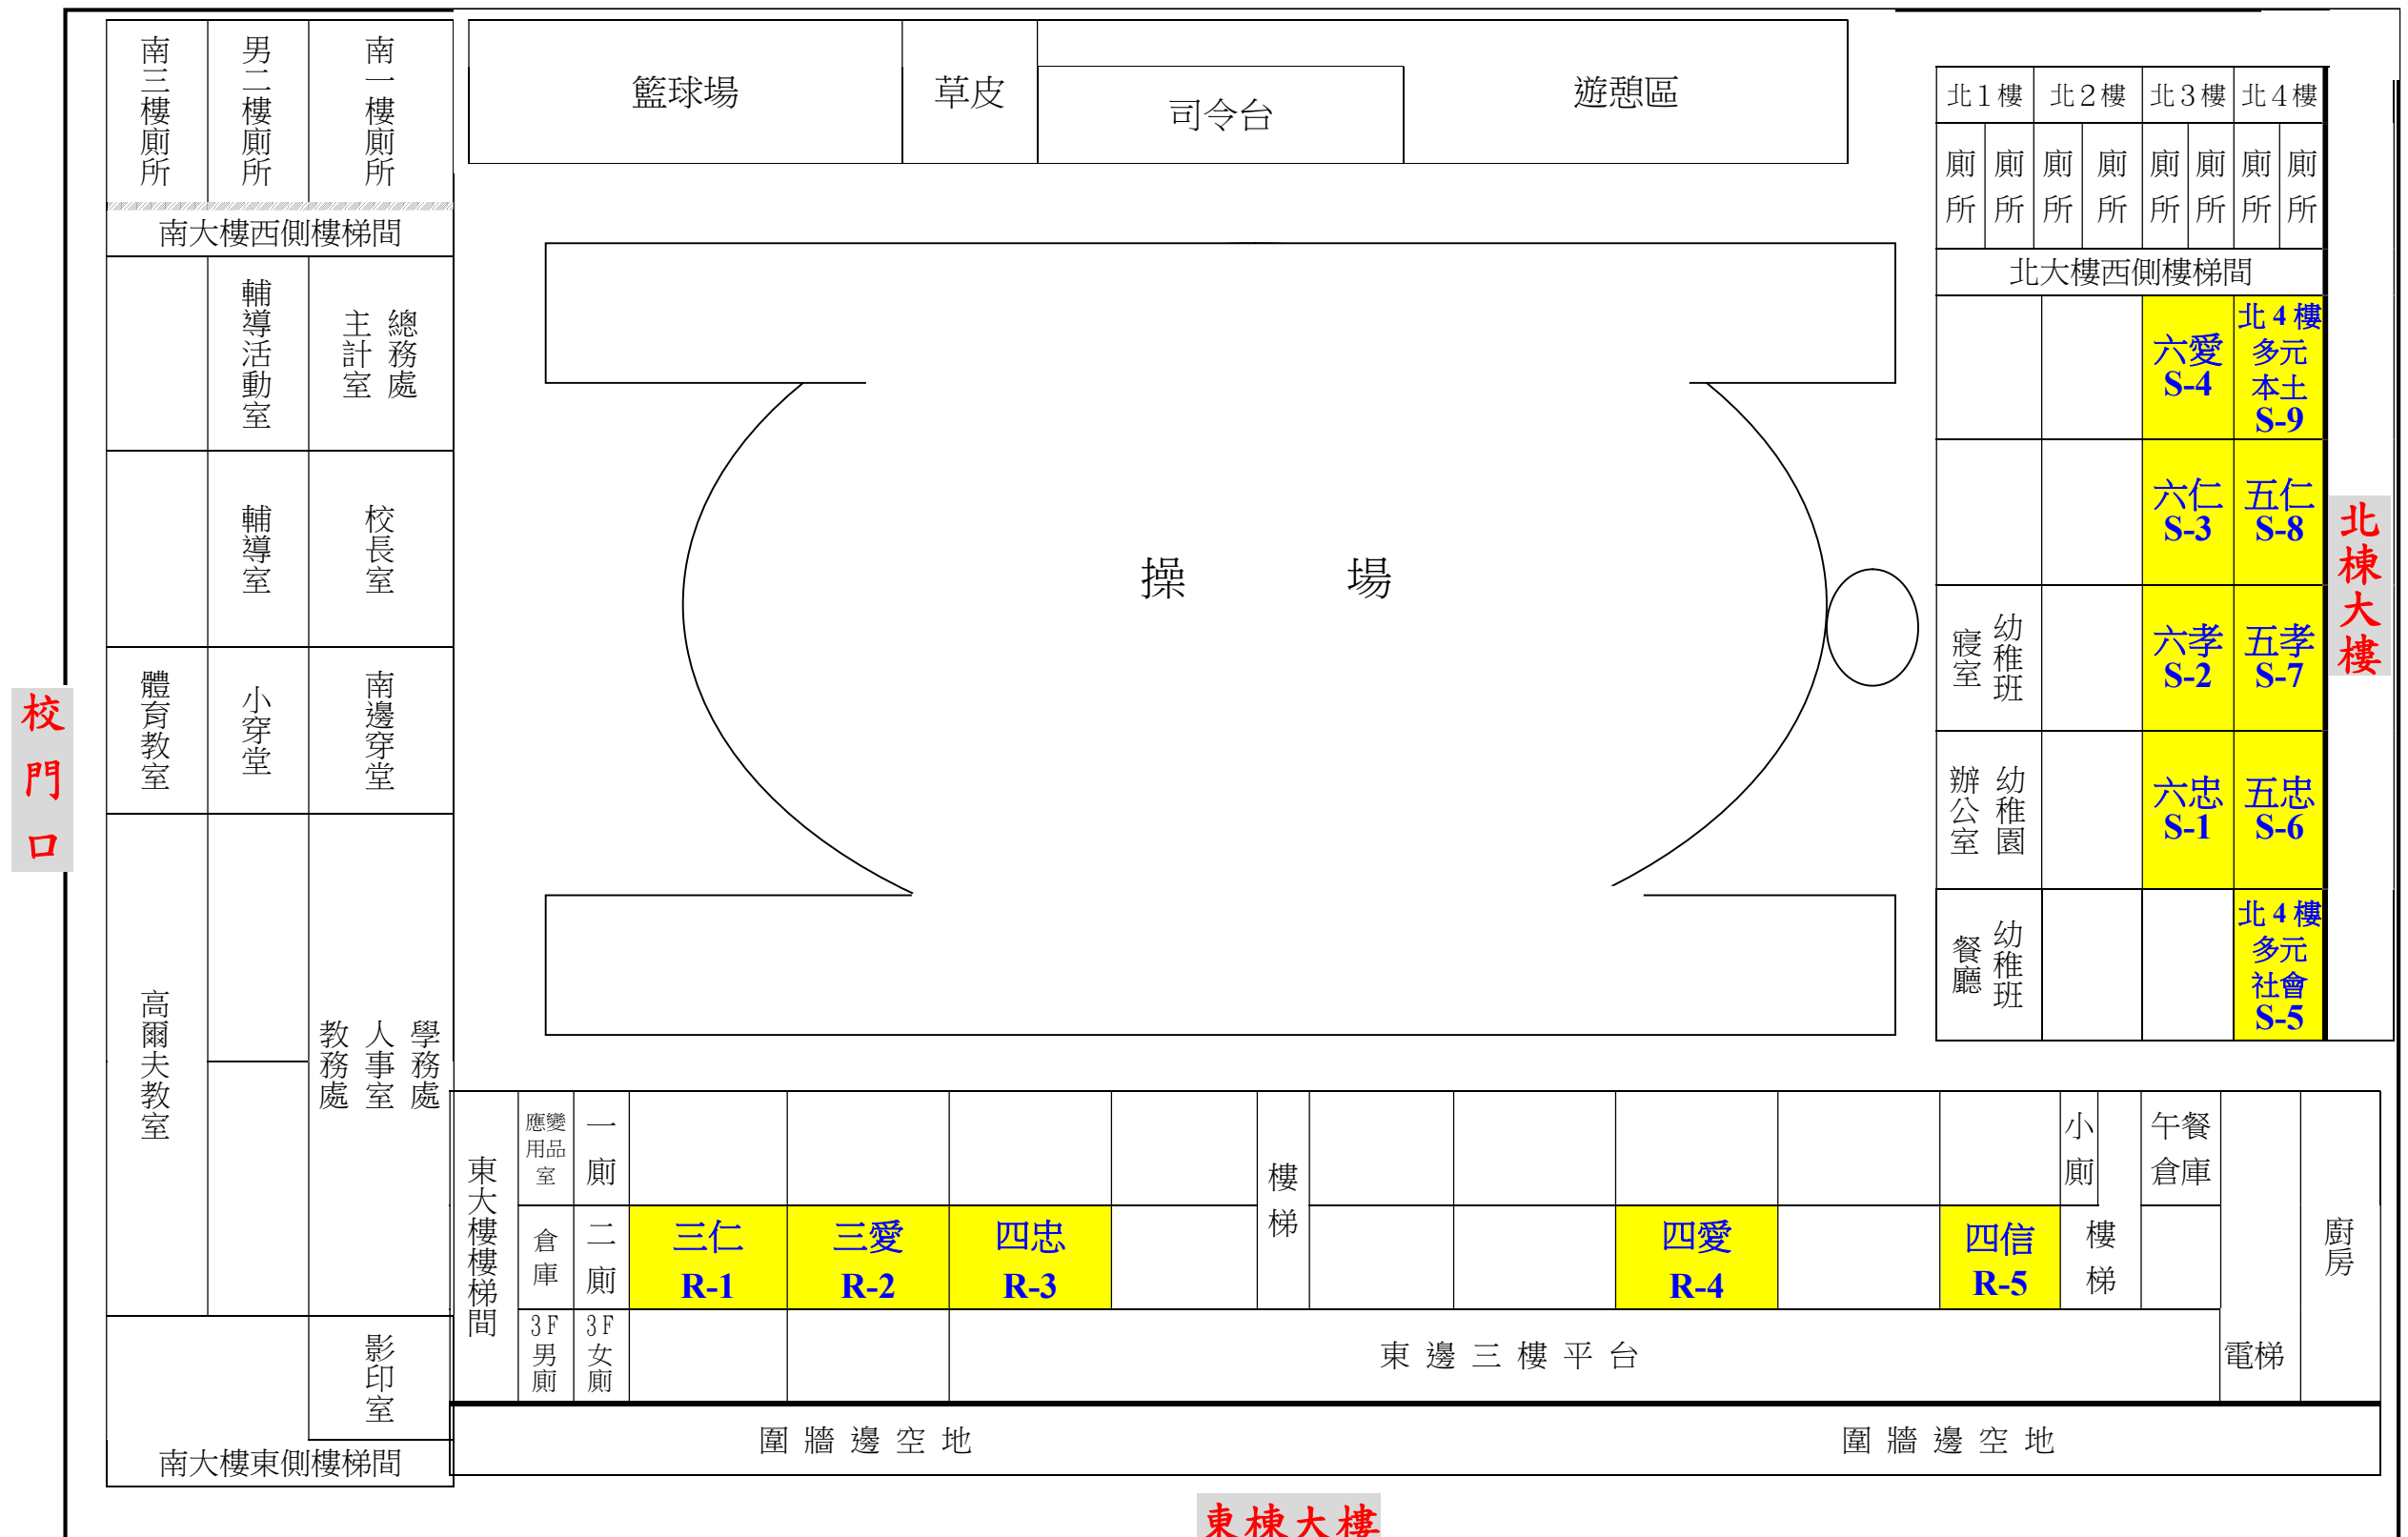 南三樓廁所
男二樓廁所
南一樓廁所
籃球場
草皮
司令台
遊憩區
北1樓
北2樓
北3樓
北4樓
廁所
廁所
廁所
廁所
廁所
廁所
廁所
廁所
南大樓西側樓梯間
北大樓西側樓梯間
輔導活動室
總務處
主計室
六愛
S-4
北 4 樓
多元
本土
S-9
輔導室
校長室
操場
六仁
S-3
五仁
S-8
北棟大樓
體育教室
小穿堂
南邊穿堂
幼稚班
寢室
六孝
S-2
五孝
S-7
校門口
幼稚園
辦公室
六忠
S-1
五忠
S-6
幼稚班
餐廳
北 4 樓
多元
社會
S-5
高爾夫教室
學務處
人事室
教務處
東大樓樓梯間
應變
用品
室
一廁
樓梯
小廁
午餐
倉庫
廚房
倉庫
二廁
三仁
R-1
三愛
R-2
四忠
R-3
四愛
R-4
四信
R-5
樓梯
影印室
3F
男
廁
3F
女
廁
東邊三樓平台
電梯
圍牆邊空地
圍牆邊空地
南大樓東側樓梯間
東棟大樓